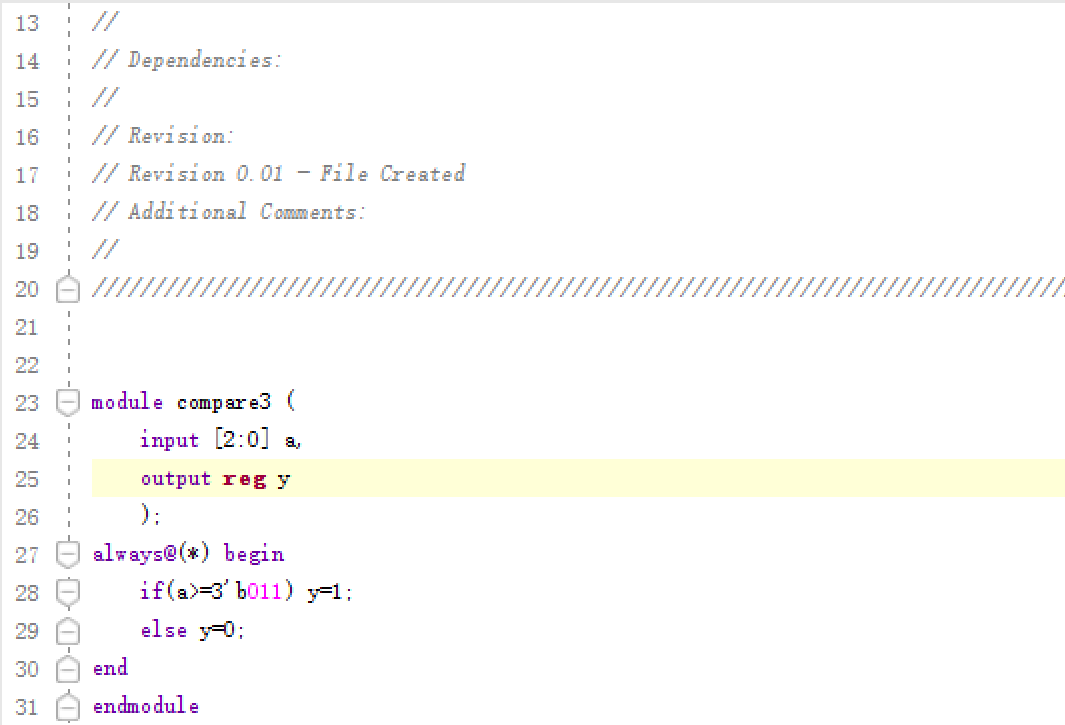 13 //
14 // Dependencies:
15 //
16 // Revision:
17 // Revision 0.01 - File Created
18 // Additional Comments:
19 //
20 //////////////////////////////////////////////////////////////////////////////////
21
22
23 module compare3 (
24 input [2:0] a,
25 output reg y
26 );
27 always@(*) begin
28 if(a>=3'b011) y=1;
29 else y=0;
30 end
31 endmodule